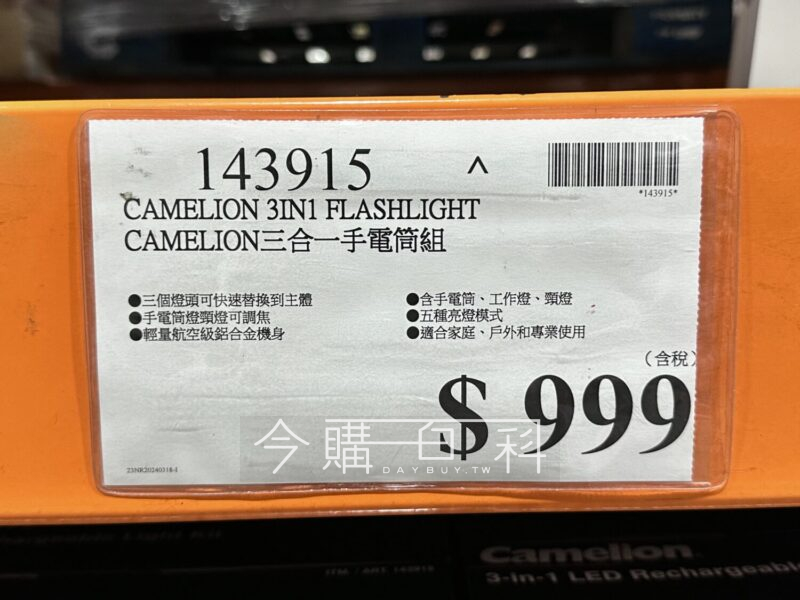 143915
^
*143915*
CAMELION 3IN1 FLASHLIGHT
CAMELION三合一手電筒組
●三個燈頭可快速替換到主體
●手電筒燈頸燈可調焦
●輕量航空級鋁合金機身
●含手電筒、工作燈、頸燈
●五種亮燈模式
●適合家庭、戶外和專業使用
(含稅)
$ 999
今購百科
DAYBUY.TW
23NR20240318-1
Light Kit
Camelion
3-in-1 LED Rechargeable